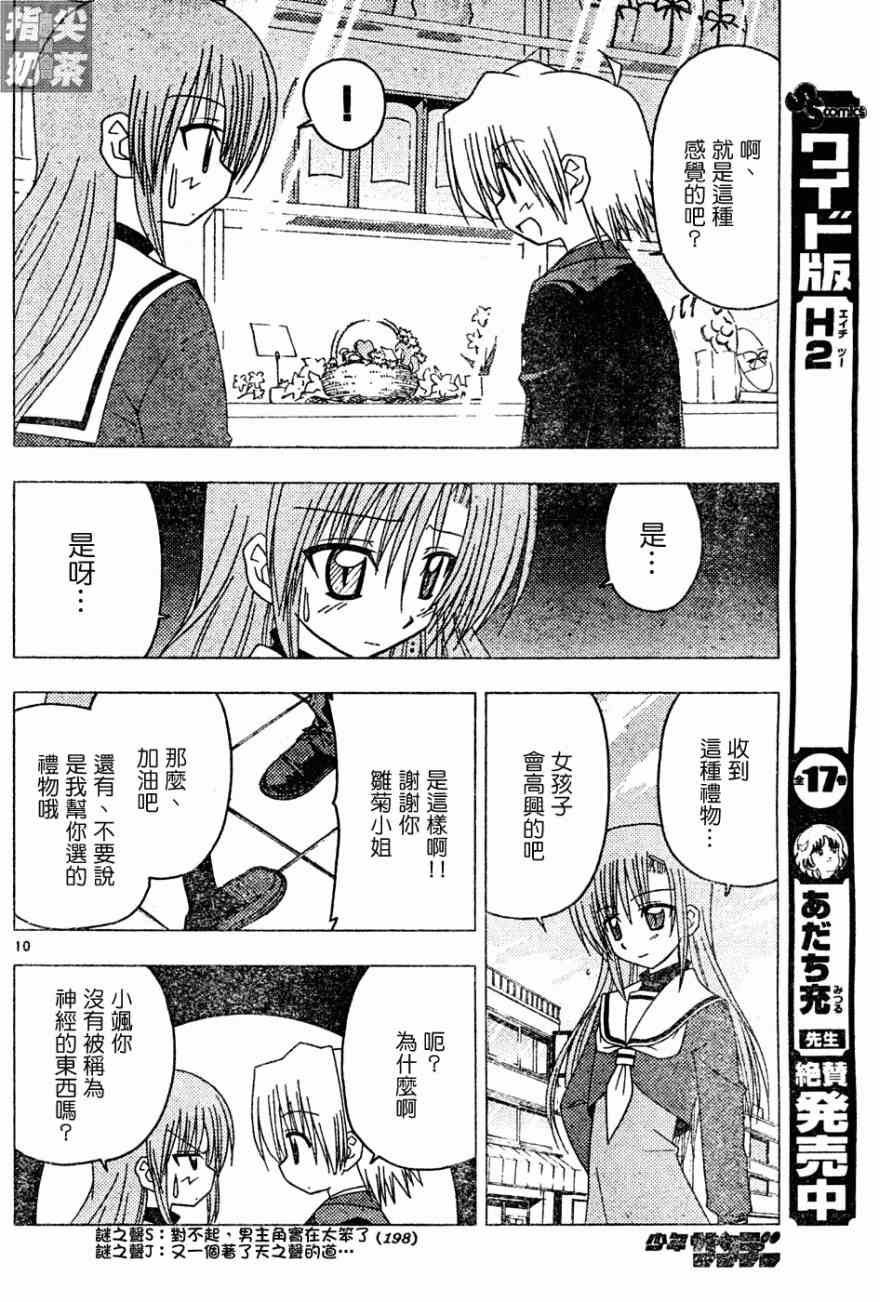 指尖
奶茶
啊、
就是這種
感覺的吧?
!
是…
是呀…
收到
這種禮物…
女孩子
會高興的吧
是這樣啊!!
謝謝你
雛菊小姐
那麼、
加油吧
還有、不要說
是我幫你選的
禮物哦
10
呃?
為什麼啊
小颯你
沒有被稱為
神經的東西嗎?
謎之聲S:對不起、男主角實在太笨了
謎之聲J:又一個著了天之聲的道…
(198)
comics
ワイド版
H2
エイチ ツー
全17巻
あだち充
みつる
先生
絶賛
発売中
少年